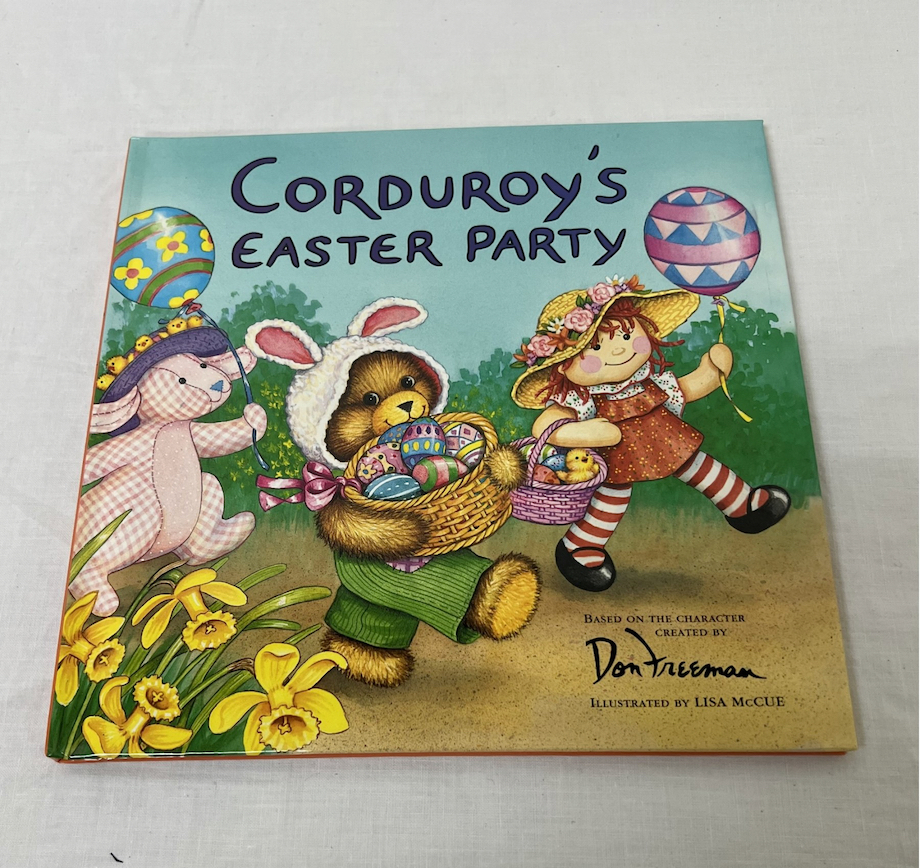 CORDUROY'S
EASTER PARTY
BASED ON THE CHARACTER
CREATED BY
Don Freeman
ILLUSTRATED BY LISA MCCUE